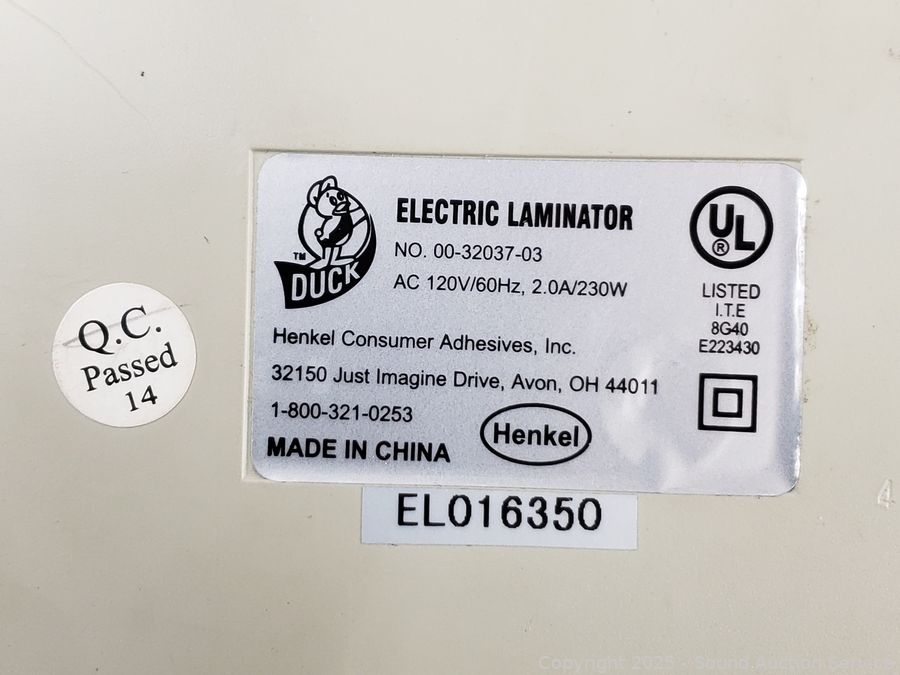 TM
DUCK
ELECTRIC LAMINATOR
NO. 00-32037-03
AC 120V/60Hz, 2.0A/230W
UL
®
LISTED
I.T.E
8G40
E223430
Henkel Consumer Adhesives, Inc.
32150 Just Imagine Drive, Avon, OH 44011
1-800-321-0253
Henkel
MADE IN CHINA
Q.C.
Passed
14
EL016350
4
Copyright 2025 - Sound Auction Service